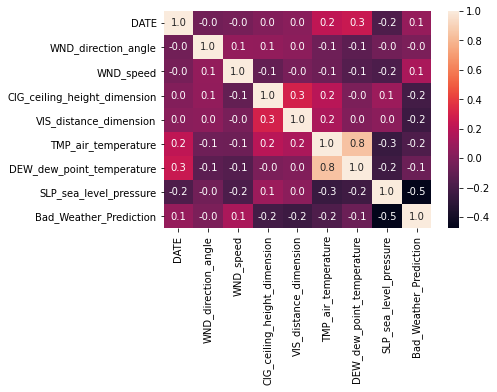 DATE 1.0 -0.0 -0.0 0.0 0.0 0.2 0.3 -0.2 0.1
WND_direction_angle -0.0 1.0 0.1 0.1 0.0 -0.1 -0.1 -0.0 -0.0
WND_speed -0.0 0.1 1.0 -0.1 -0.0 -0.1 -0.1 -0.2 0.1
CIG_ceiling_height_dimension 0.0 0.1 -0.1 1.0 0.3 0.2 -0.0 0.1 -0.2
VIS_distance_dimension 0.0 0.0 -0.0 0.3 1.0 0.2 0.0 0.0 -0.2
TMP_air_temperature 0.2 -0.1 -0.1 0.2 0.2 1.0 0.8 -0.3 -0.2
DEW_dew_point_temperature 0.3 -0.1 -0.1 -0.0 0.0 0.8 1.0 -0.2 -0.1
SLP_sea_level_pressure -0.2 -0.0 -0.2 0.1 0.0 -0.3 -0.2 1.0 -0.5
Bad_Weather_Prediction 0.1 -0.0 0.1 -0.2 -0.2 -0.2 -0.1 -0.5 1.0
DATE
WND_direction_angle
WND_speed
CIG_ceiling_height_dimension
VIS_distance_dimension
TMP_air_temperature
DEW_dew_point_temperature
SLP_sea_level_pressure
Bad_Weather_Prediction
1.0
0.8
0.6
0.4
0.2
0.0
−0.2
−0.4